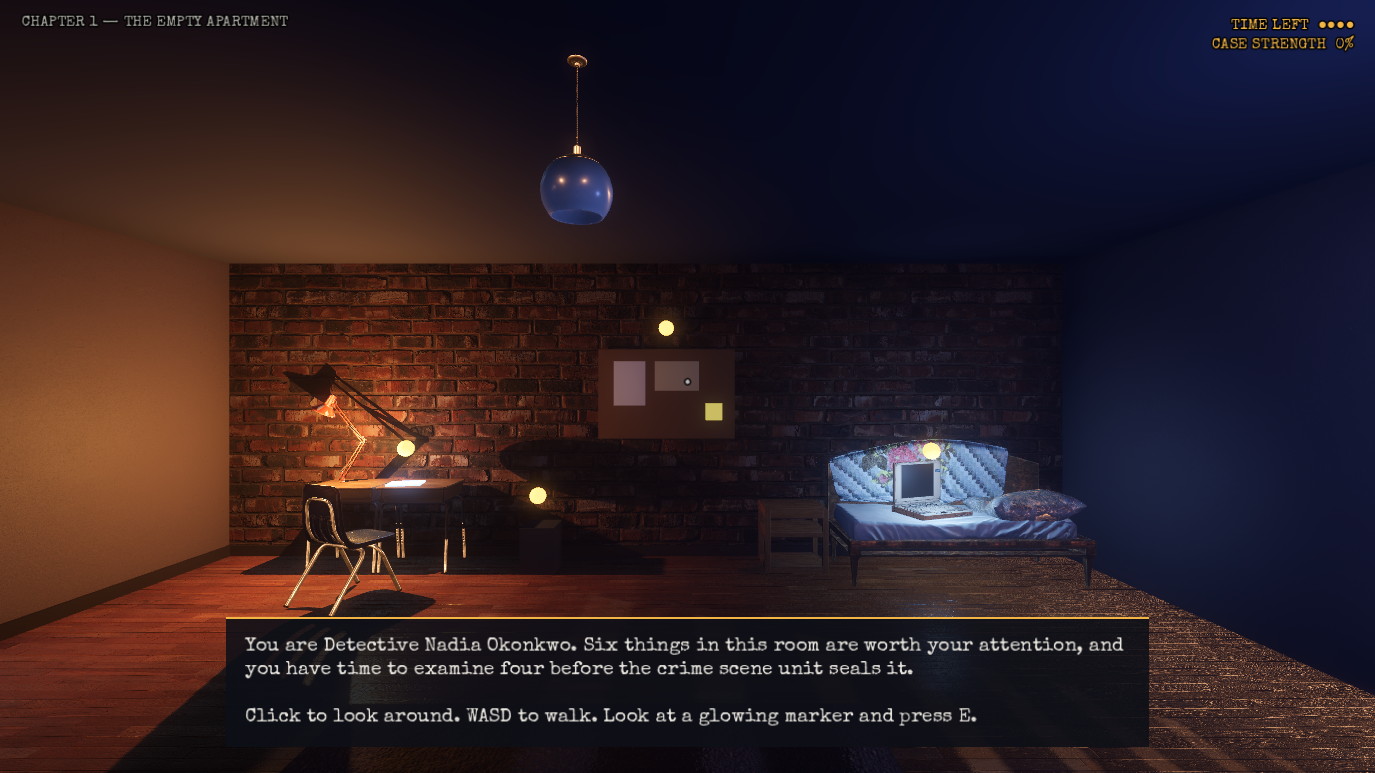 CHAPTER 1 — THE EMPTY APARTMENT
TIME LEFT ●●●●
CASE STRENGTH 0%
You are Detective Nadia Okonkwo. Six things in this room are worth your attention, and
you have time to examine four before the crime scene unit seals it.
Click to look around. WASD to walk. Look at a glowing marker and press E.